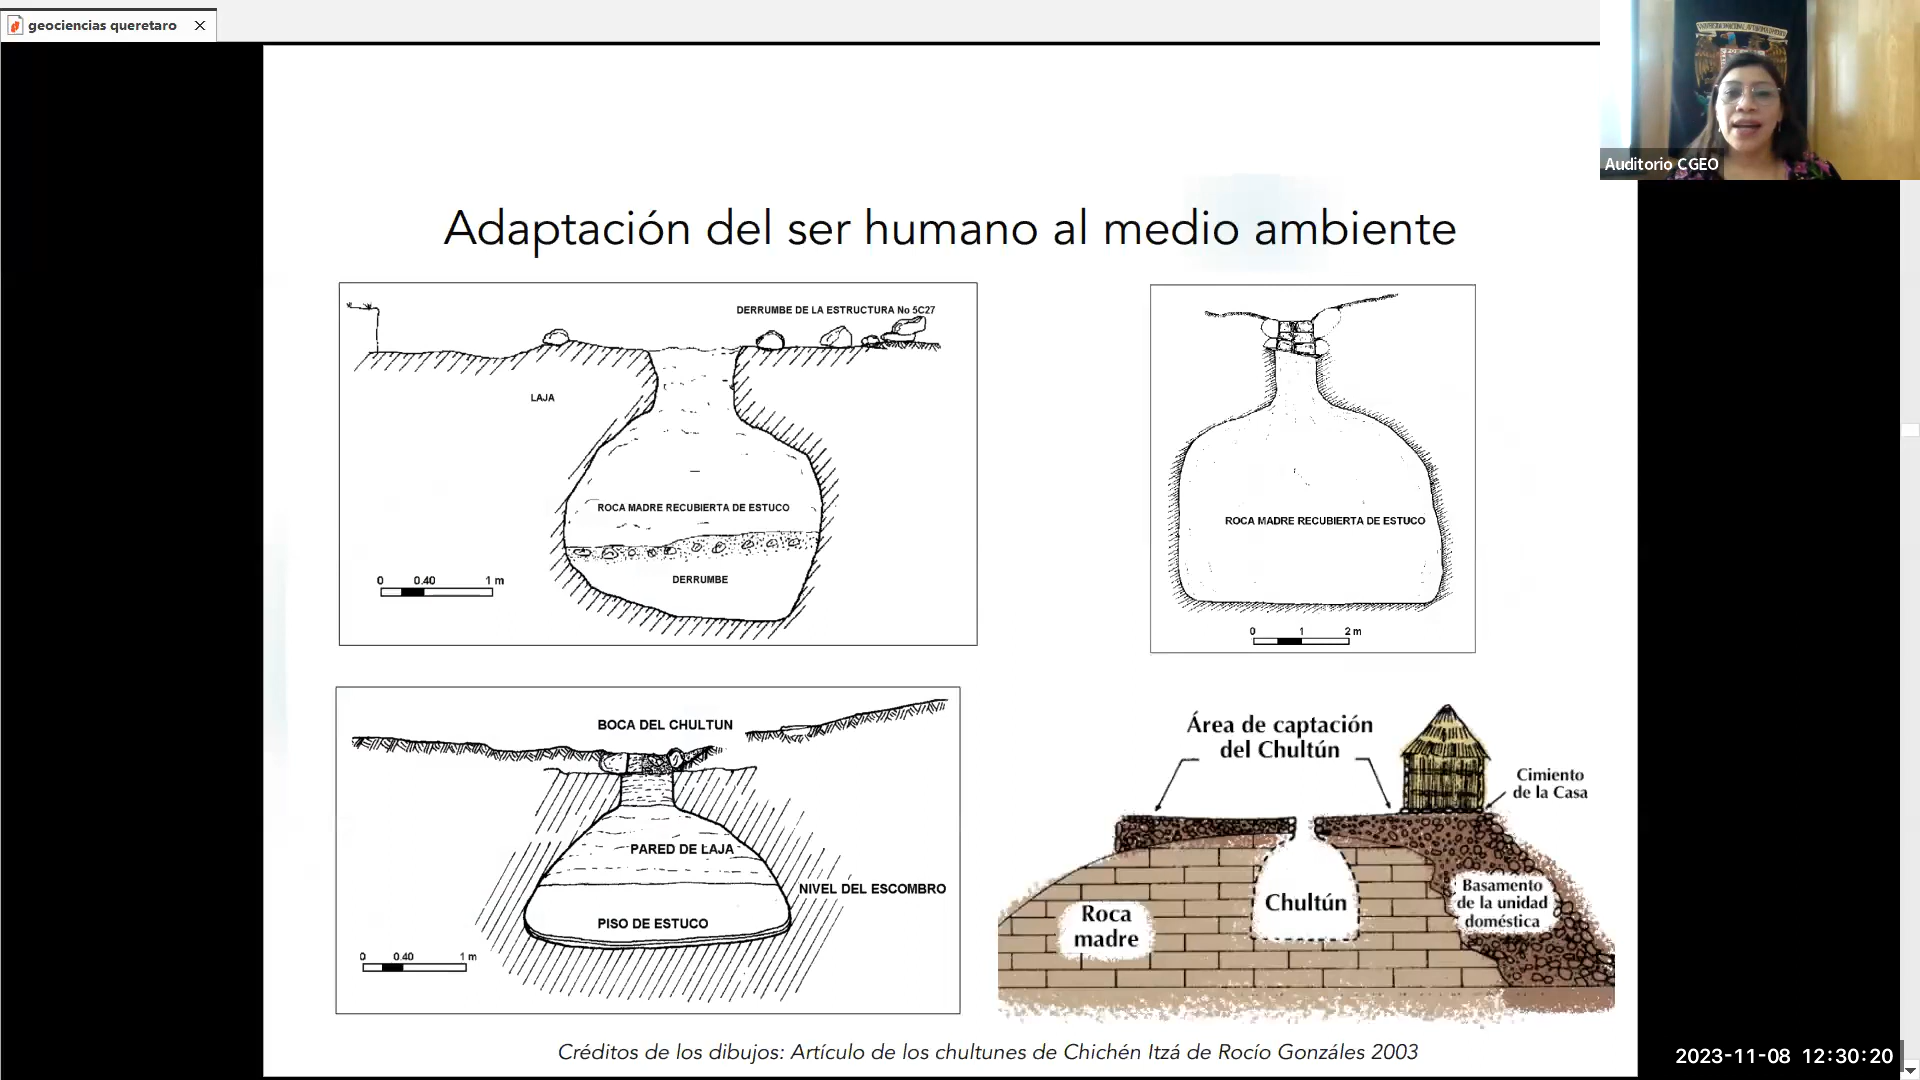 geociencias queretaro
Auditorio CGEO
Adaptación del ser humano al medio ambiente
DERRUMBE DE LA ESTRUCTURA No 5C27
LAJA
ROCA MADRE RECUBIERTA DE ESTUCO
DERRUMBE
0 0.40 1 m
ROCA MADRE RECUBIERTA DE ESTUCO
0 1 2 m
BOCA DEL CHULTUN
PARED DE LAJA
NIVEL DEL ESCOMBRO
PISO DE ESTUCO
0 0.40 1 m
Área de captación
del Chultún
Cimiento
de la Casa
Chultún
Roca
madre
Basamento
de la unidad
doméstica
Créditos de los dibujos: Artículo de los chultunes de Chichén Itzá de Rocío Gonzáles 2003
2023-11-08 12:30:20